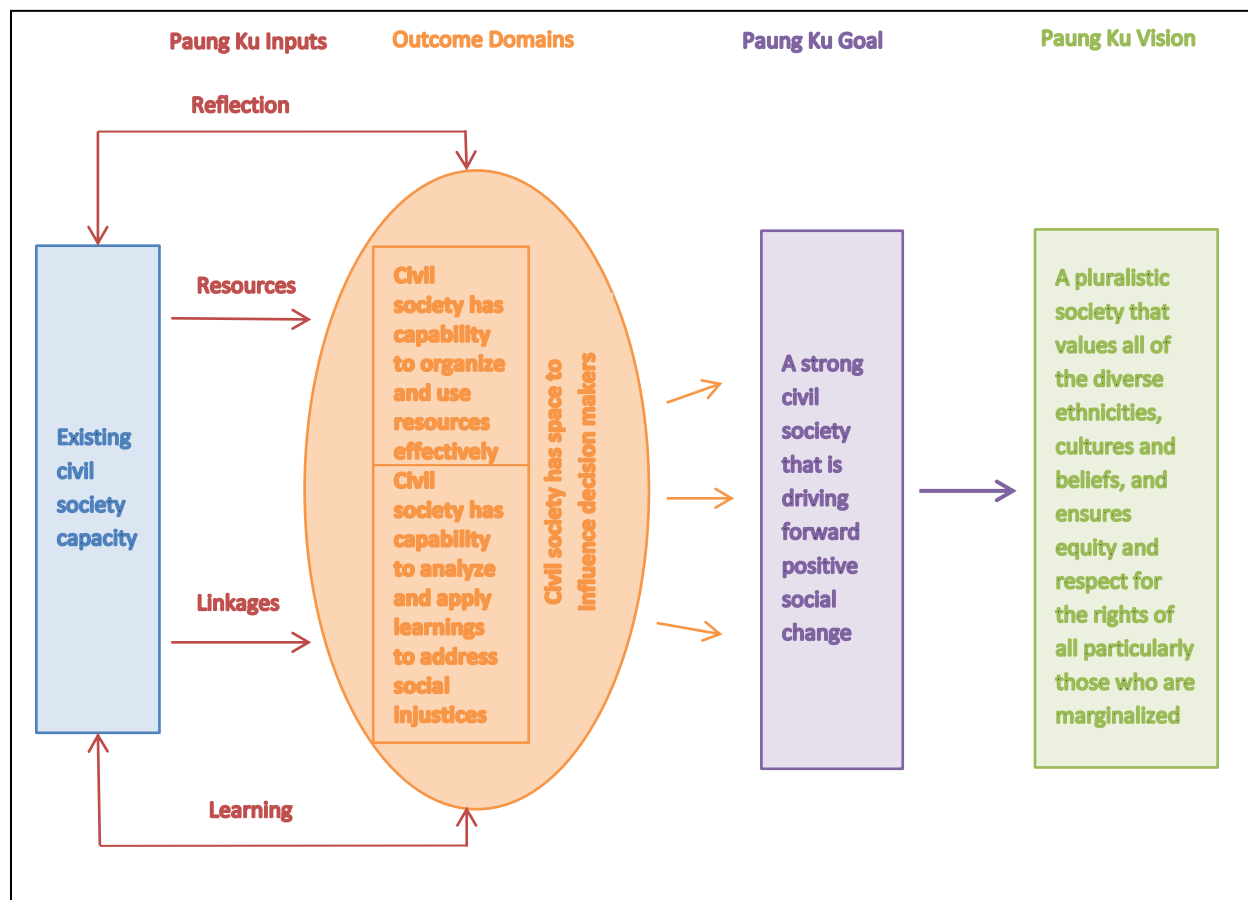 Paung Ku Inputs
Outcome Domains
Paung Ku Goal
Paung Ku Vision
Reflection
Resources
Linkages
Learning
Existing
civil
society
capacity
Civil
society has
capability
to organize
and use
resources
effectively
Civil
society has
capability
to analyze
and apply
learnings
to address
social
injustices
Civil society has space to
influence decision makers
A strong
civil
society
that is
driving
forward
positive
social
change
A pluralistic
society that
values all of
the diverse
ethnicities,
cultures and
beliefs, and
ensures
equity and
respect for
the rights of
all particularly
those who are
marginalized